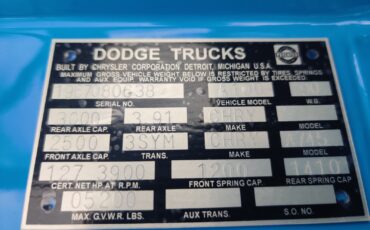 DODGE TRUCKS
BUILT BY CHRYSLER CORPORATION DETROIT, MICHIGAN U.S.A.
MAXIMUM GROSS VEHICLE WEIGHT BELOW IS RESTRICTED BY TIRES, SPRINGS
AND AUX. EQUIP. WARRANTY VOID IF GROSS WEIGHT IS EXCEEDED.
SERIAL NO. VEHICLE MODEL W.G.
3000 3.91
REAR AXLE CAP. REAR AXLE MAKE MODEL
2500 3SYM
FRONT AXLE CAP. TRANS. MAKE MODEL
127 3900 1200
CERT. NET HP. AT R.P.M. FRONT SPRING CAP. REAR SPRING CAP.
05200
MAX. G.V.W.R. LBS. AUX TRANS. S.O. NO.